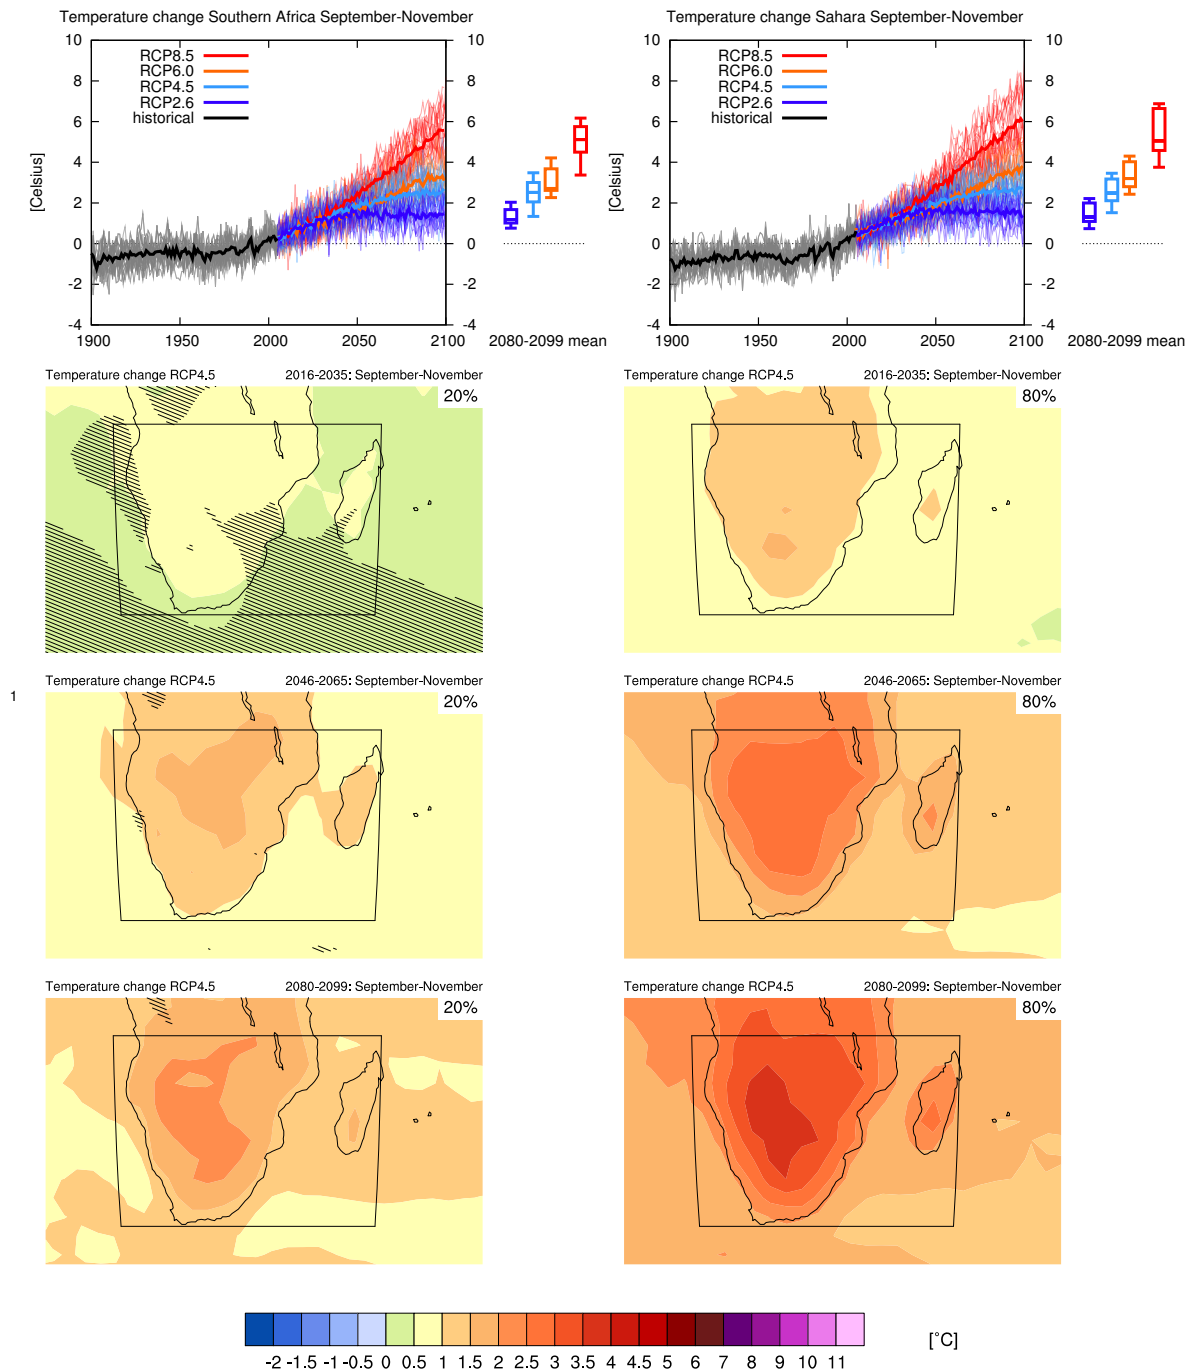 Temperature change Southern Africa September-November
Temperature change Sahara September-November
10
8
6
4
2
0
-2
-4
[Celsius]
RCP8.5
RCP6.0
RCP4.5
RCP2.6
historical
1900 1950 2000 2050 2100
10
8
6
4
2
0
-2
-4
2080-2099 mean
10
8
6
4
2
0
-2
-4
[Celsius]
RCP8.5
RCP6.0
RCP4.5
RCP2.6
historical
1900 1950 2000 2050 2100
10
8
6
4
2
0
-2
-4
2080-2099 mean
Temperature change RCP4.5 2016-2035: September-November
20%
Temperature change RCP4.5 2016-2035: September-November
80%
1
Temperature change RCP4.5 2046-2065: September-November
20%
Temperature change RCP4.5 2046-2065: September-November
80%
Temperature change RCP4.5 2080-2099: September-November
20%
Temperature change RCP4.5 2080-2099: September-November
80%
-2 -1.5 -1 -0.5 0 0.5 1 1.5 2 2.5 3 3.5 4 4.5 5 6 7 8 9 10 11
[°C]